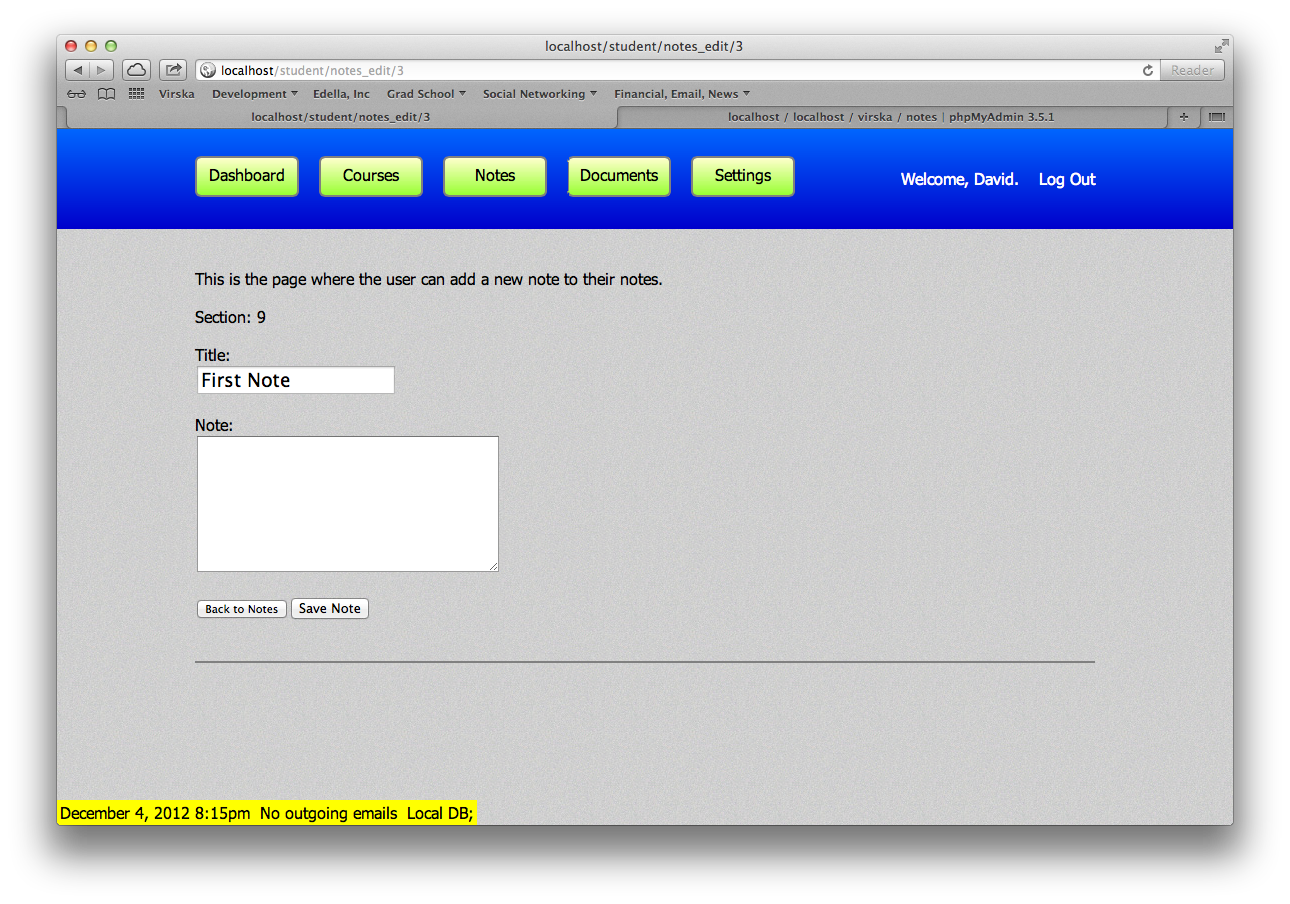 localhost/student/notes_edit/3
localhost/student/notes_edit/3 Reader
Virska Development Edella, Inc Grad School Social Networking Financial, Email, News
localhost/student/notes_edit/3 localhost / localhost / virska / notes | phpMyAdmin 3.5.1 +
Dashboard Courses Notes Documents Settings Welcome, David. Log Out
This is the page where the user can add a new note to their notes.
Section: 9
Title:
First Note
Note:
Back to Notes Save Note
December 4, 2012 8:15pm No outgoing emails Local DB;